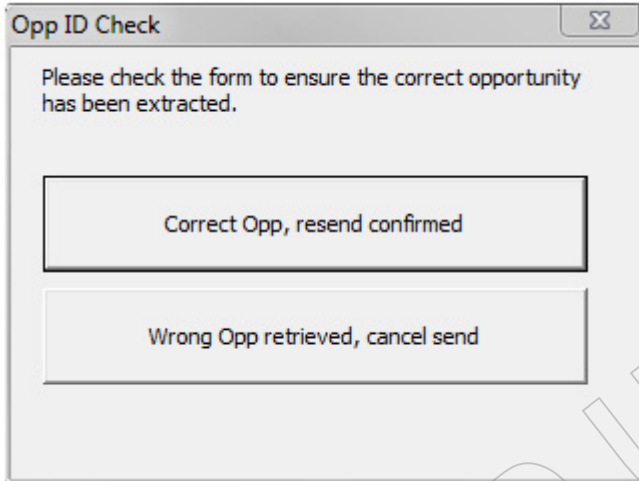 Opp ID Check
Please check the form to ensure the correct opportunity
has been extracted.
Correct Opp, resend confirmed
Wrong Opp retrieved, cancel send